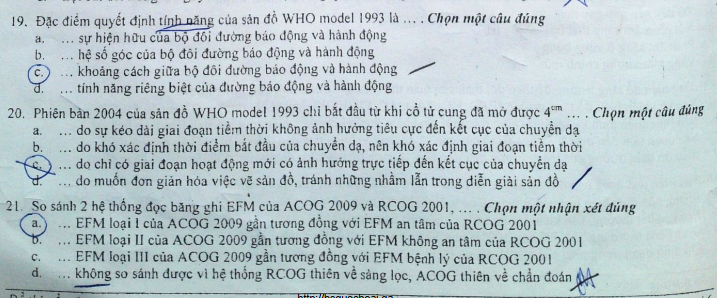 19. Đặc điểm quyết định tính năng của sản đồ WHO model 1993 là ... . Chọn một câu đúng
a. ... sự hiện hữu của bộ đôi đường báo động và hành động
b. ... hệ số góc của bộ đôi đường báo động và hành động
c. ... khoảng cách giữa bộ đôi đường báo động và hành động
d. ... tính năng riêng biệt của đường báo động và hành động
20. Phiên bản 2004 của sản đồ WHO model 1993 chỉ bắt đầu từ khi cổ tử cung đã mở được 4cm ... . Chọn một câu đúng
a. ... do sự kéo dài giai đoạn tiềm thời không ảnh hưởng tiêu cực đến kết cục của chuyển dạ
b. ... do khó xác định thời điểm bắt đầu của chuyển dạ, nên khó xác định giai đoạn tiềm thời
c. ... do chỉ có giai đoạn hoạt động mới có ảnh hưởng trực tiếp đến kết cục của chuyển dạ
d. ... do muốn đơn giản hóa việc vẽ sản đồ, tránh những nhầm lẫn trong diễn giải sản đồ
21. So sánh 2 hệ thống đọc băng ghi EFM của ACOG 2009 và RCOG 2001, ... . Chọn một nhận xét đúng
a. ... EFM loại I của ACOG 2009 gần tương đồng với EFM an tâm của RCOG 2001
b. ... EFM loại II của ACOG 2009 gần tương đồng với EFM không an tâm của RCOG 2001
c. ... EFM loại III của ACOG 2009 gần tương đồng với EFM bệnh lý của RCOG 2001
d. ... không so sánh được vì hệ thống RCOG thiên về sàng lọc, ACOG thiên về chẩn đoán